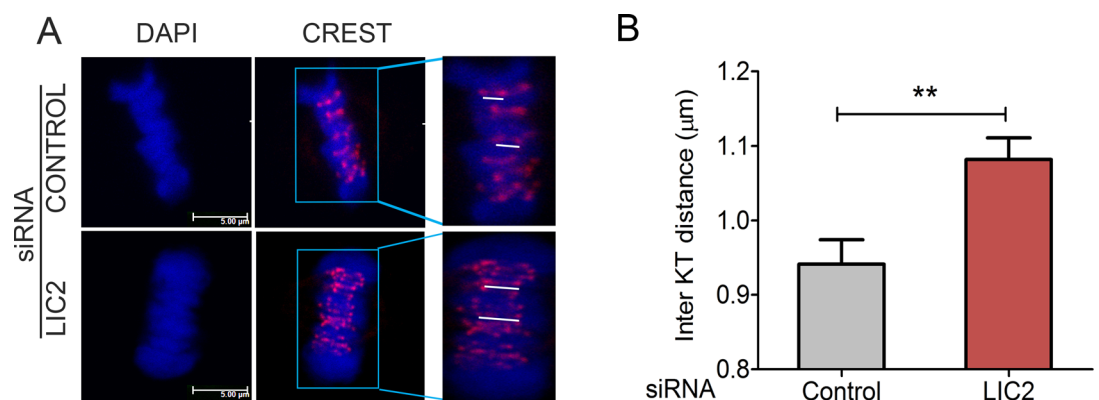 A
DAPI
CREST
siRNA
CONTROL
LIC2
5.00 µm
5.00 µm
B
Inter KT distance (µm)
1.2
1.1
1.0
0.9
0.8
**
siRNA
Control
LIC2